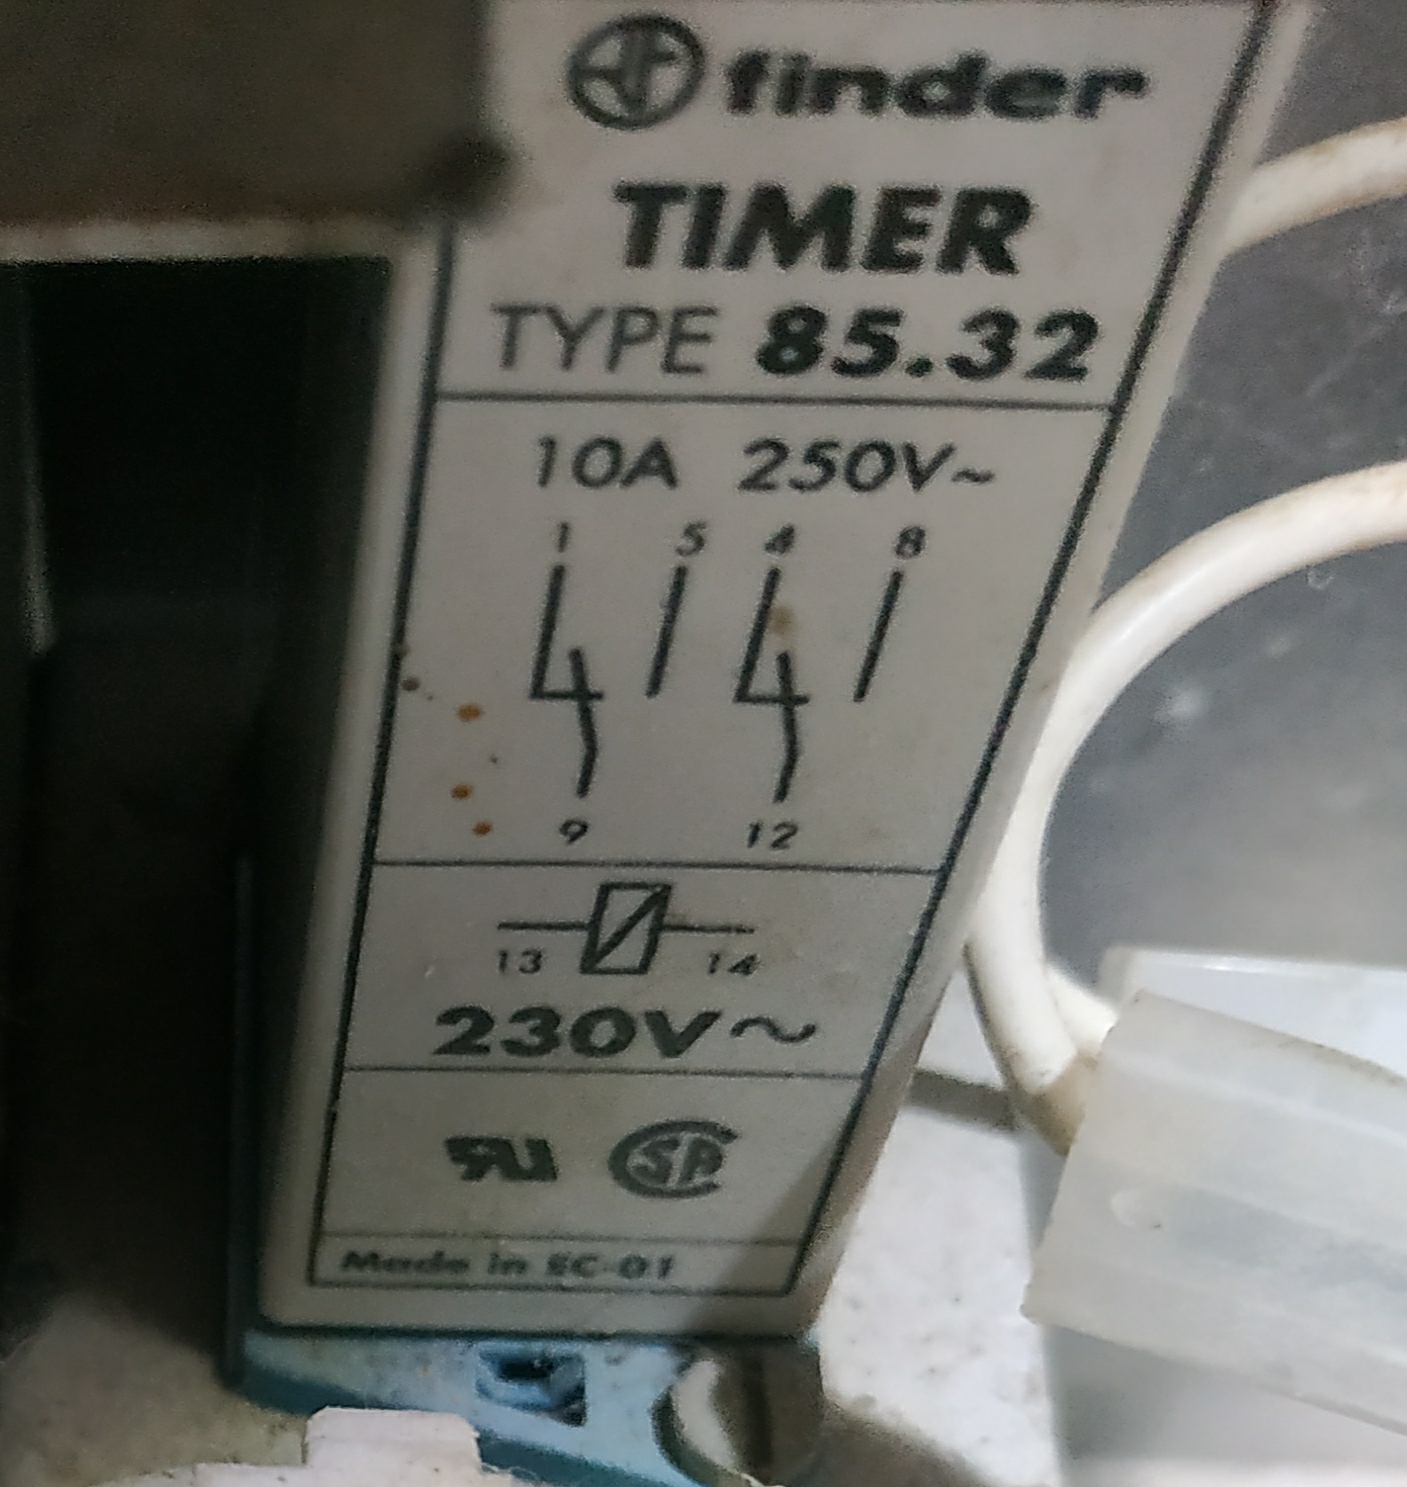 finder
TIMER
TYPE 85.32
10A 250V~
1 5 4 8
9 12
13 14
230V~
Made in EC-01